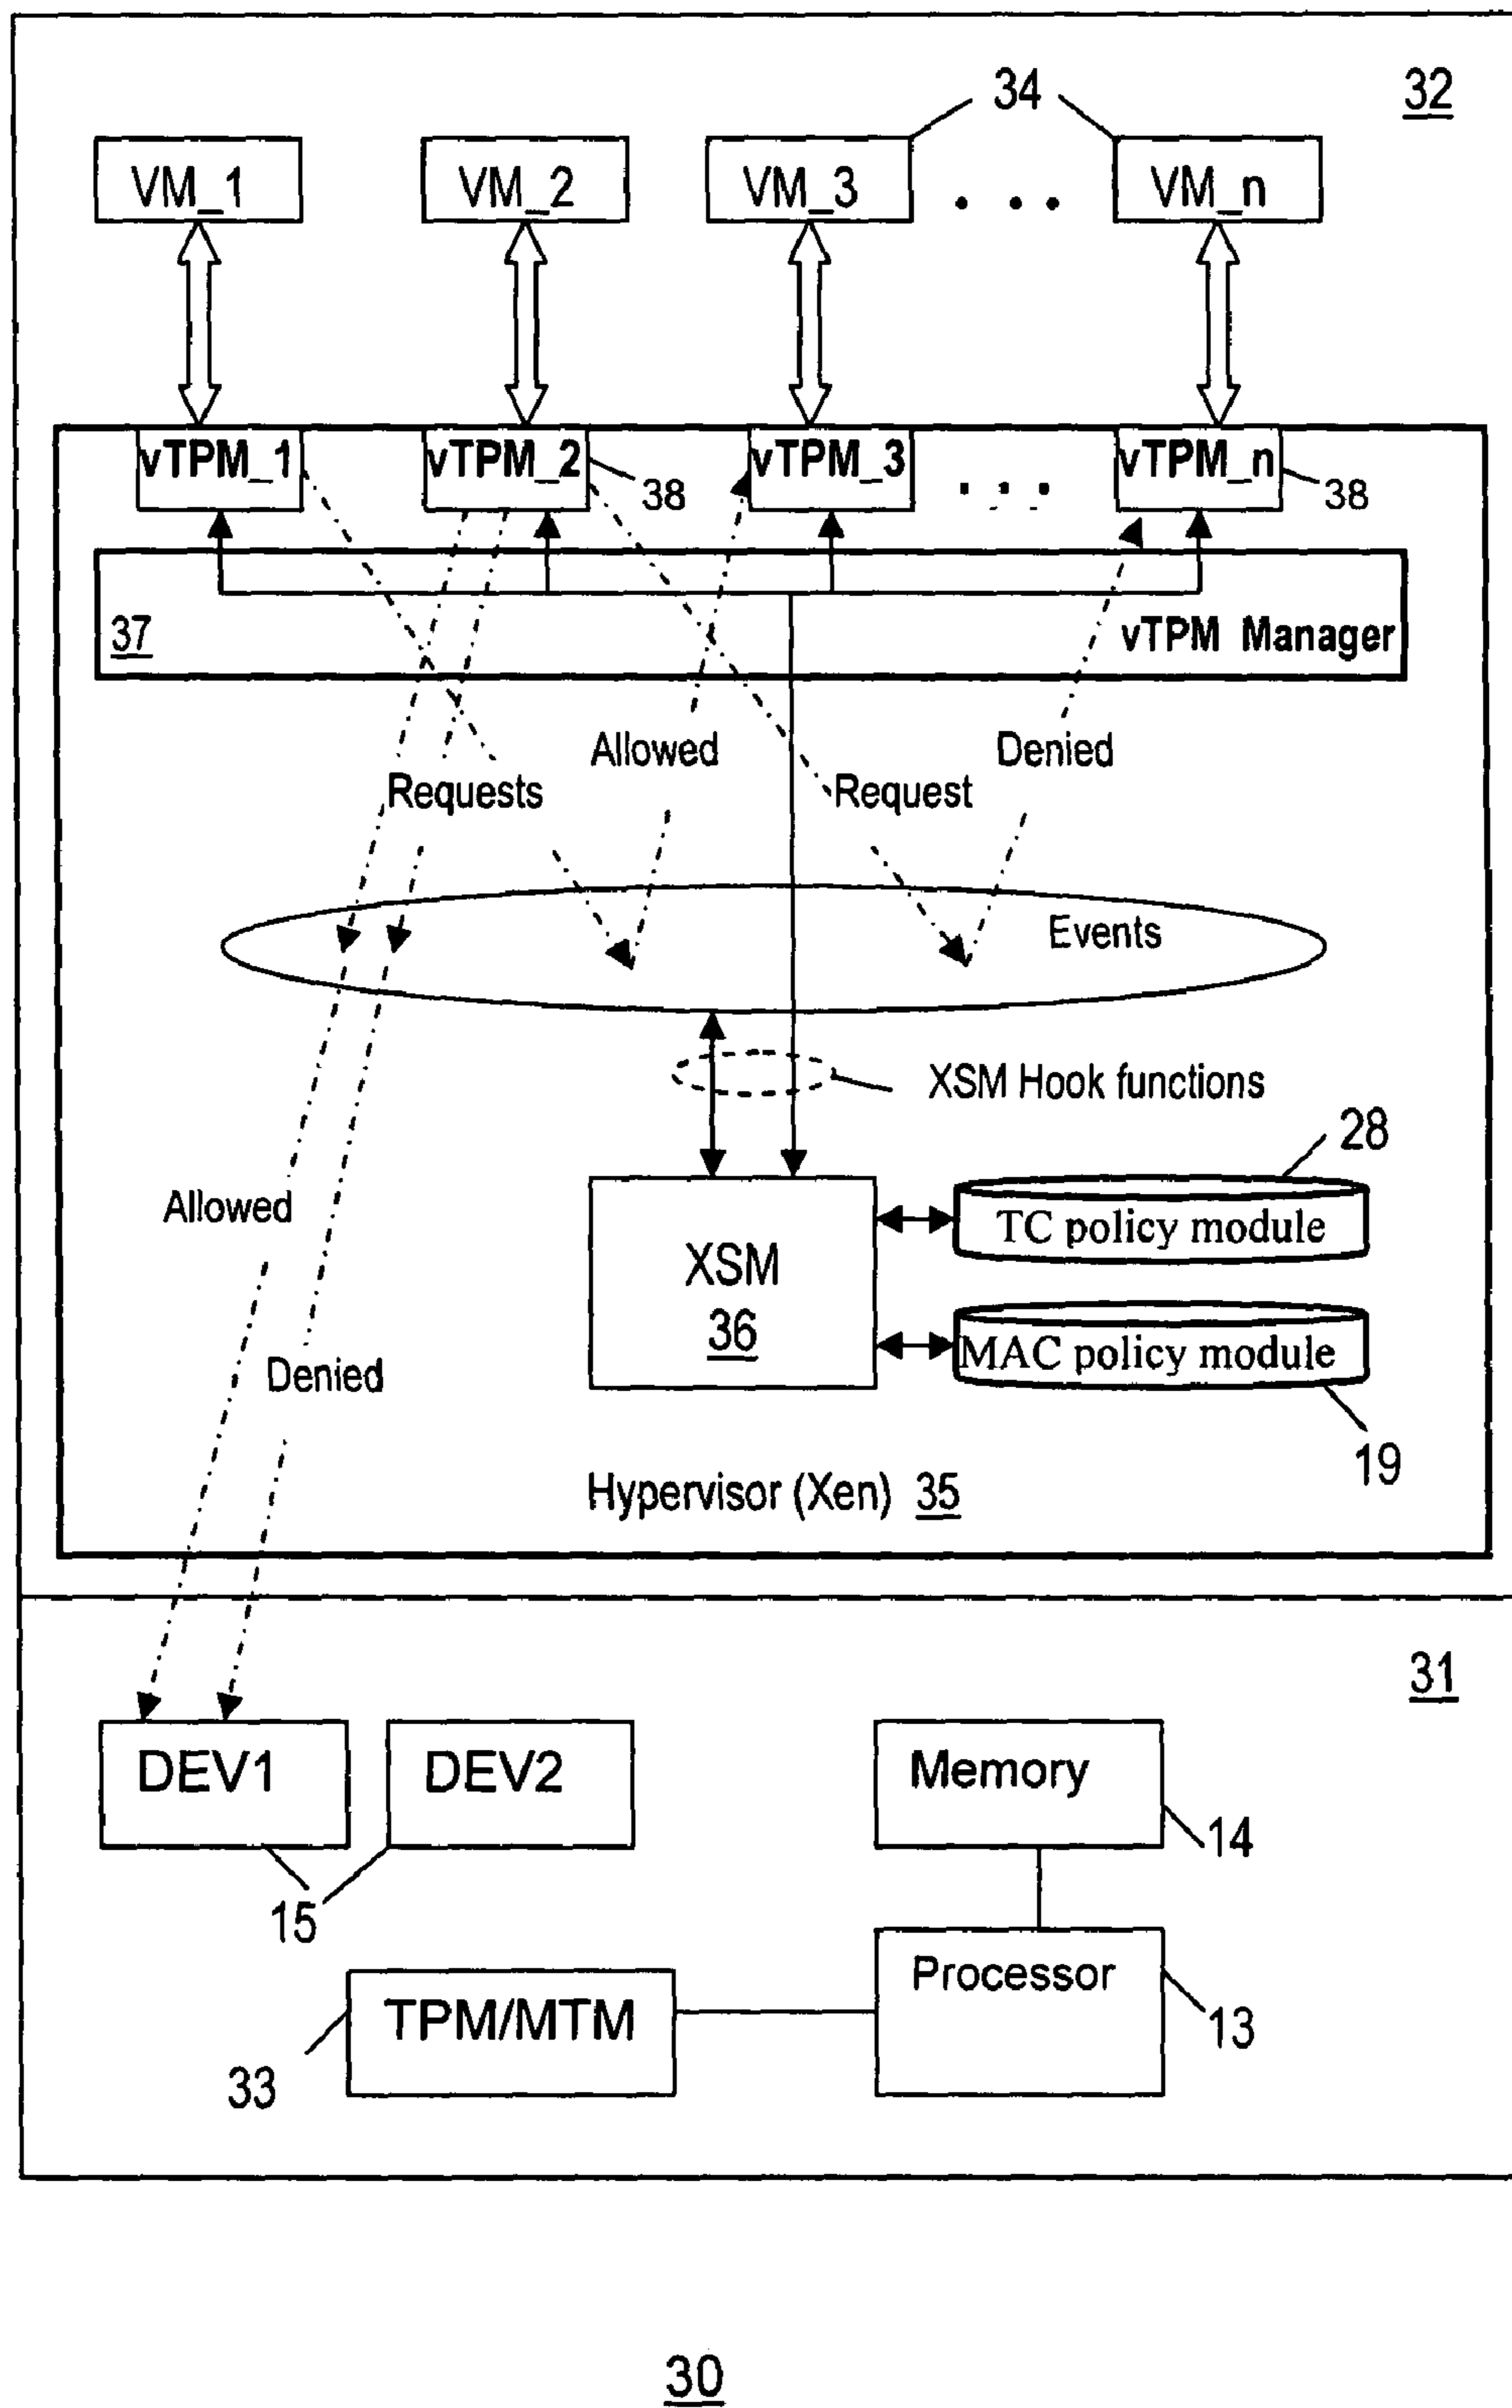 34
32
VM_1 VM_2 VM_3 . . . VM_n
vTPM_1 vTPM_2 vTPM_3 . . . vTPM_n
38 38
37
vTPM Manager
Allowed Denied
Requests Request
Events
XSM Hook functions
28
TC policy module
Allowed
XSM
36
MAC policy module
Denied
19
Hypervisor (Xen) 35
31
DEV1 DEV2 Memory
14
15
Processor
TPM/MTM
13
33
30